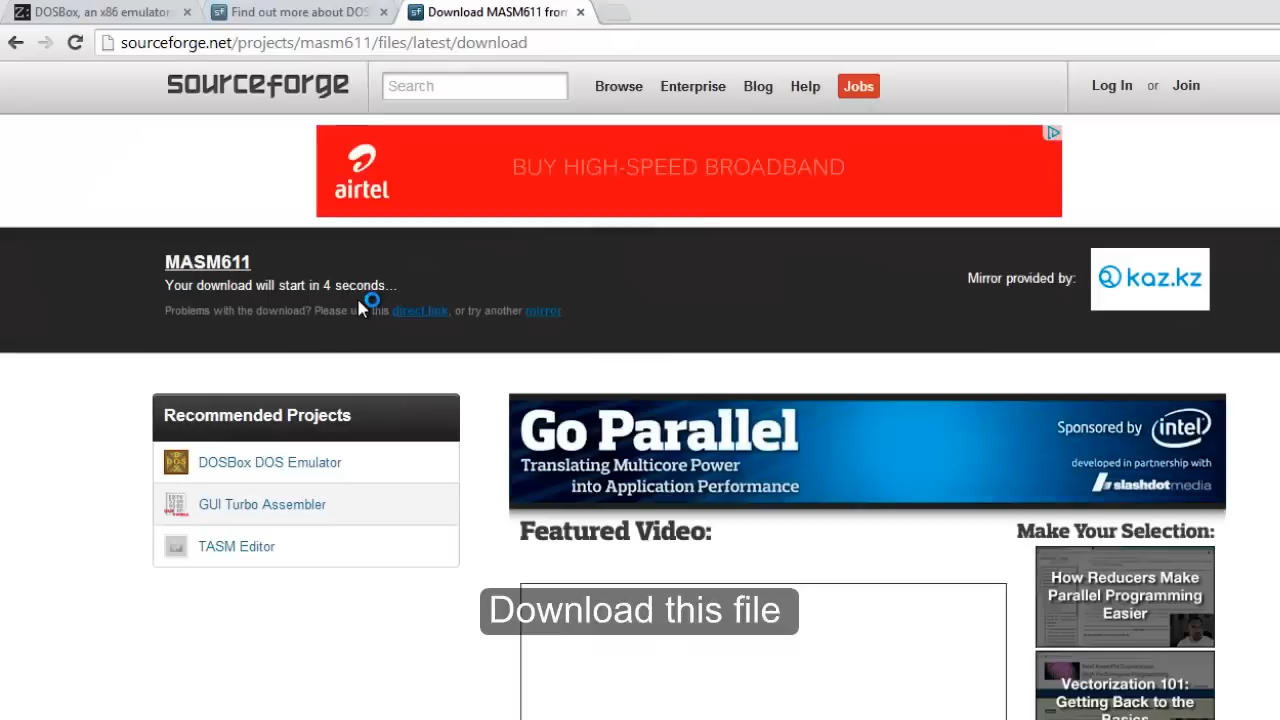 DOSBox, an x86 emulator
Find out more about DOS
Download MASM611 from
sourceforge.net/projects/masm611/files/latest/download
sourceforge
Search
Browse
Enterprise
Blog
Help
Jobs
Log In or Join
airtel
BUY HIGH-SPEED BROADBAND
MASM611
Your download will start in 4 seconds...
Problems with the download? Please use this direct link, or try another mirror
Mirror provided by:
kaz.kz
Recommended Projects
DOSBox DOS Emulator
GUI Turbo Assembler
TASM Editor
Go Parallel
Translating Multicore Power
into Application Performance
Sponsored by intel
developed in partnership with
slashdotmedia
Featured Video:
Make Your Selection:
How Reducers Make
Parallel Programming
Easier
Vectorization 101:
Getting Back to the
Basics
Download this file